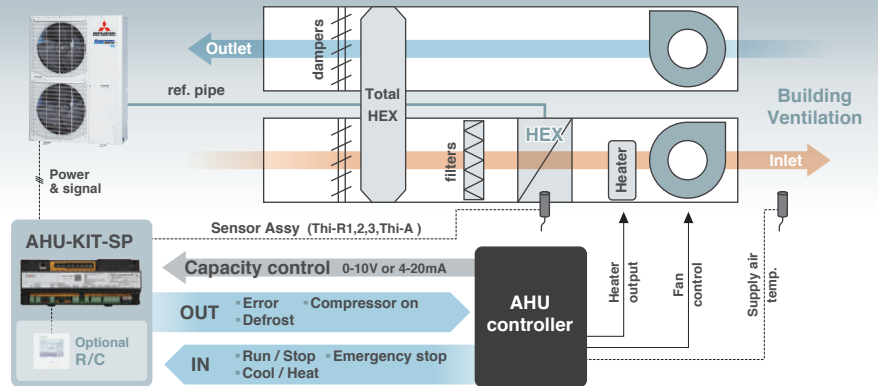 MITSUBISHI
Outlet
dampers
ref. pipe
Total
HEX
Building
Ventilation
filters
HEX
Heater
Inlet
Power
& signal
Sensor Assy (Thi-R1,2,3,Thi-A )
AHU-KIT-SP
Capacity control 0-10V or 4-20mA
OUT
Error
Compressor on
Defrost
AHU
controller
Heater
output
Fan
control
Supply air
temp.
Optional
R/C
IN
Run / Stop
Emergency stop
Cool / Heat